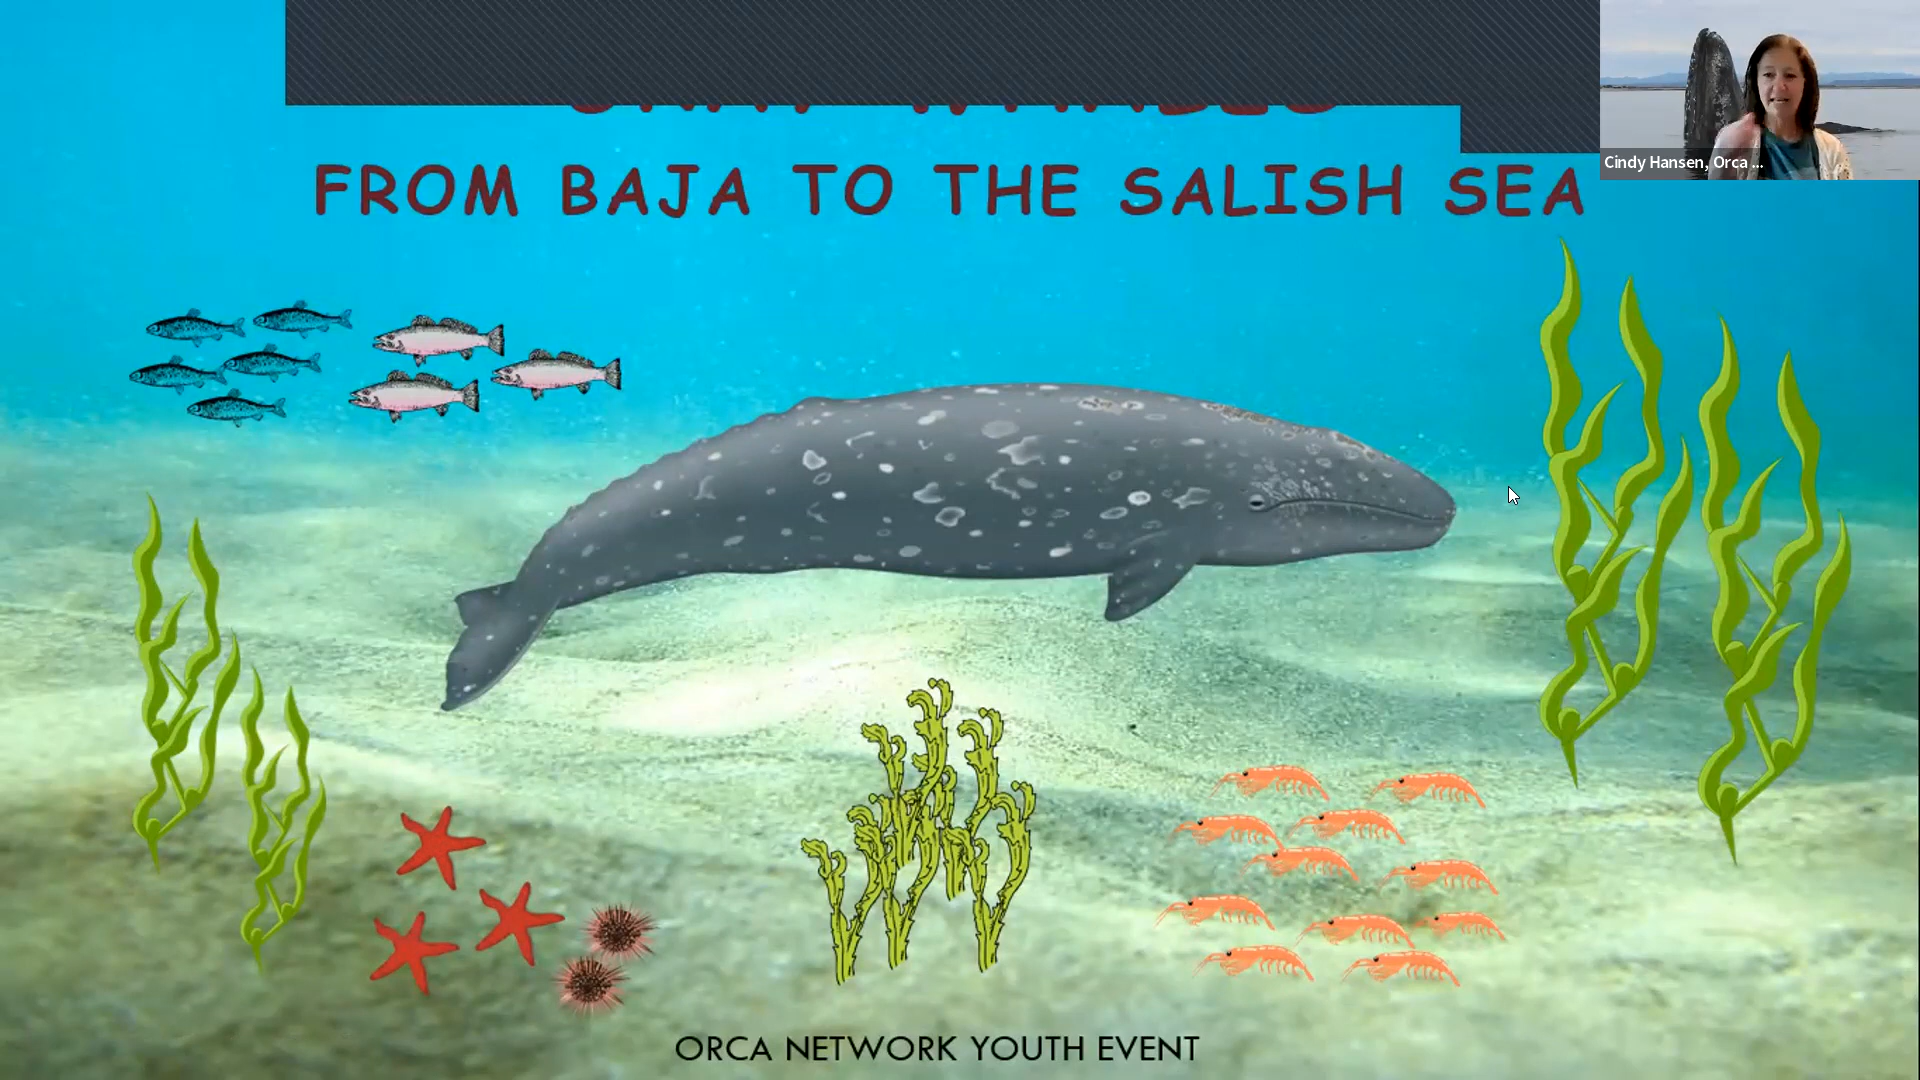 FROM BAJA TO THE SALISH SEA
Cindy Hansen, Orca ...
ORCA NETWORK YOUTH EVENT